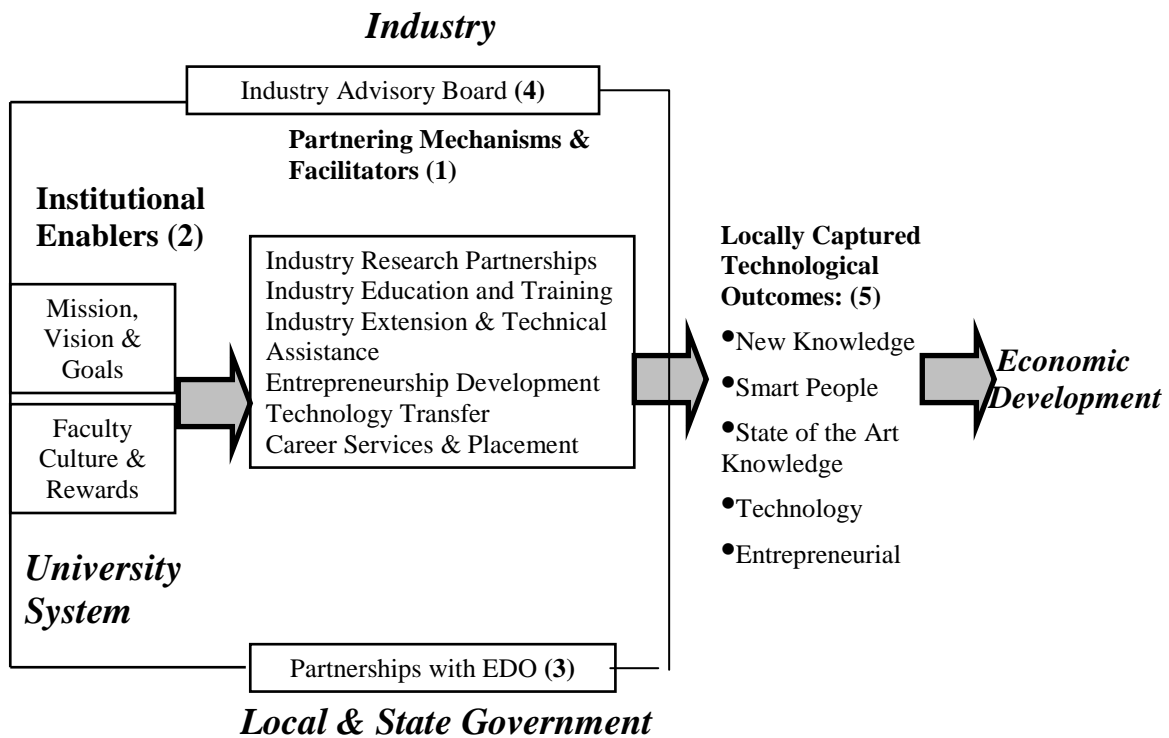 Industry
Industry Advisory Board (4)
Partnering Mechanisms &
Facilitators (1)
Institutional
Enablers (2)
Mission,
Vision &
Goals
Faculty
Culture &
Rewards
University
System
Industry Research Partnerships
Industry Education and Training
Industry Extension & Technical
Assistance
Entrepreneurship Development
Technology Transfer
Career Services & Placement
Locally Captured
Technological
Outcomes: (5)
●New Knowledge
●Smart People
●State of the Art
Knowledge
●Technology
●Entrepreneurial
Economic
Development
Partnerships with EDO (3)
Local & State Government